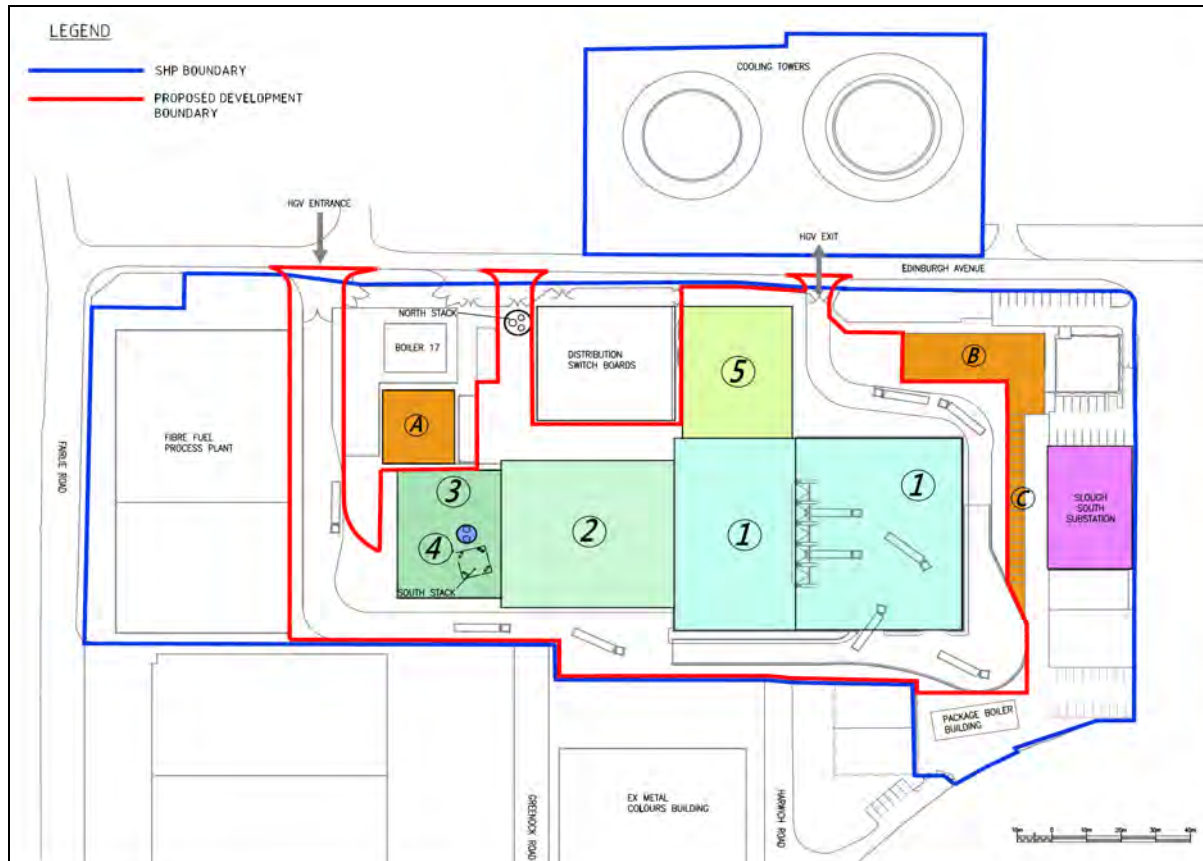 LEGEND
SHP BOUNDARY
PROPOSED DEVELOPMENT
BOUNDARY
COOLING TOWERS
HGV ENTRANCE
HGV EXIT
EDINBURGH AVENUE
NORTH STACK
BOILER 17
DISTRIBUTION
SWITCH BOARDS
5
B
A
FIBRE FUEL
PROCESS PLANT
FARLIE ROAD
3
1
2
1
C
SLOUGH
SOUTH
SUBSTATION
4
SOUTH STACK
PACKAGE BOILER
BUILDING
GREENOCK ROAD
EX METAL
COLOURS BUILDING
HARWICH ROAD
0